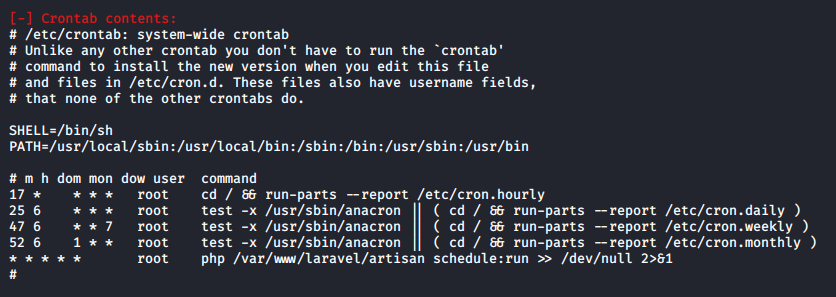 [-] Crontab contents:
# /etc/crontab: system-wide crontab
# Unlike any other crontab you don't have to run the `crontab'
# command to install the new version when you edit this file
# and files in /etc/cron.d. These files also have username fields,
# that none of the other crontabs do.

SHELL=/bin/sh
PATH=/usr/local/sbin:/usr/local/bin:/sbin:/bin:/usr/sbin:/usr/bin

# m h dom mon dow user  command
17 *    * * *   root    cd / && run-parts --report /etc/cron.hourly
25 6    * * *   root    test -x /usr/sbin/anacron || ( cd / && run-parts --report /etc/cron.daily )
47 6    * * 7   root    test -x /usr/sbin/anacron || ( cd / && run-parts --report /etc/cron.weekly )
52 6    1 * *   root    test -x /usr/sbin/anacron || ( cd / && run-parts --report /etc/cron.monthly )
* * * * *       root    php /var/www/laravel/artisan schedule:run >> /dev/null 2>&1
#